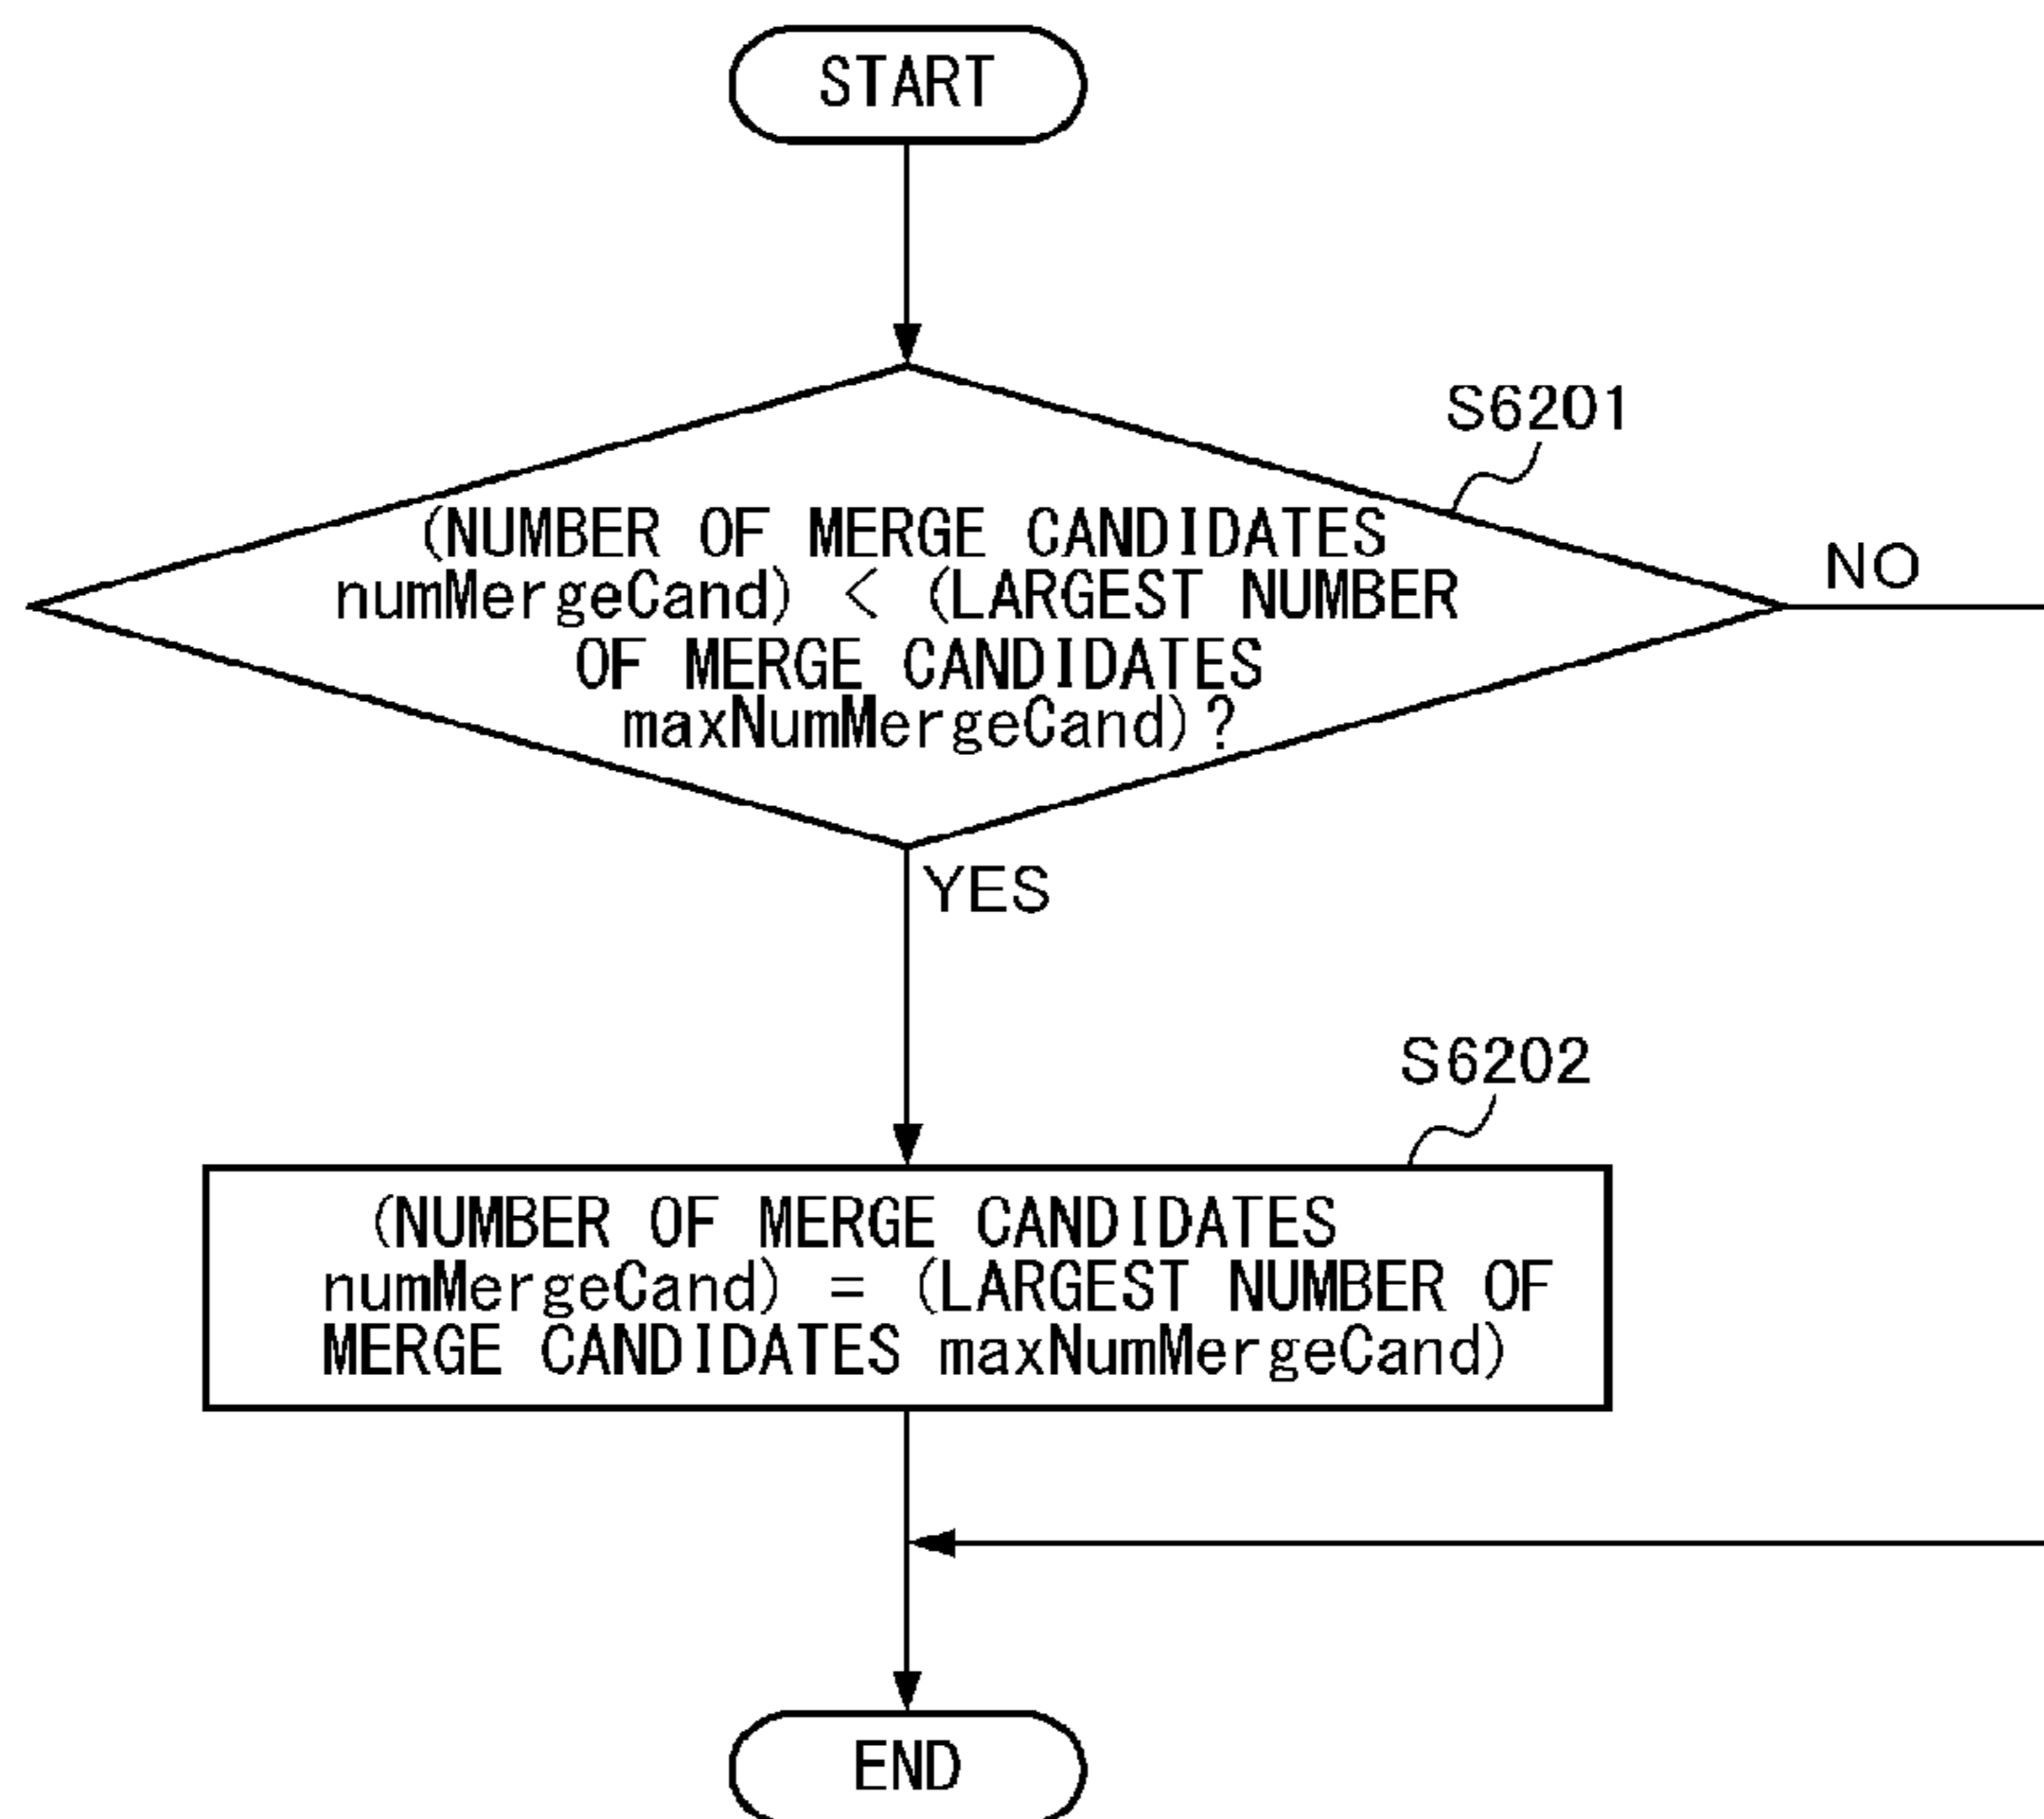 START
S6201
(NUMBER OF MERGE CANDIDATES
numMergeCand) < (LARGEST NUMBER
OF MERGE CANDIDATES
maxNumMergeCand)?
NO
YES
S6202
(NUMBER OF MERGE CANDIDATES
numMergeCand) = (LARGEST NUMBER OF
MERGE CANDIDATES maxNumMergeCand)
END